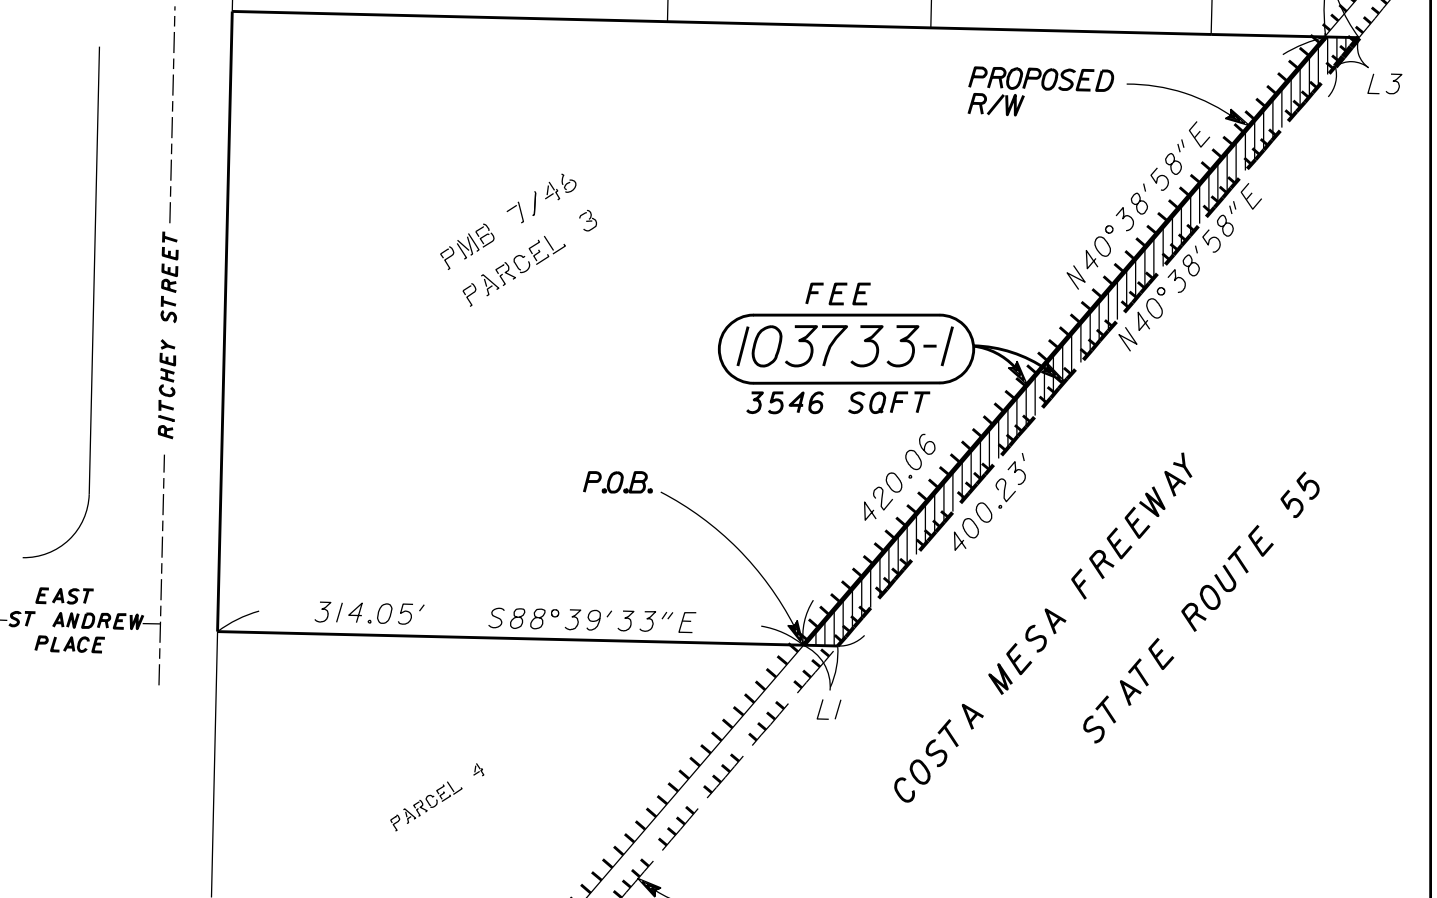 L3
PROPOSED
R/W
N40°38'58"E
N40°38'58"E
PMB 7/46
PARCEL 3
RITCHEY STREET
FEE
103733-1
3546 SQFT
420.06
400.23'
P.O.B.
COSTA MESA FREEWAY
STATE ROUTE 55
EAST
ST ANDREW
PLACE
314.05' S88°39'33"E
L1
PARCEL 4